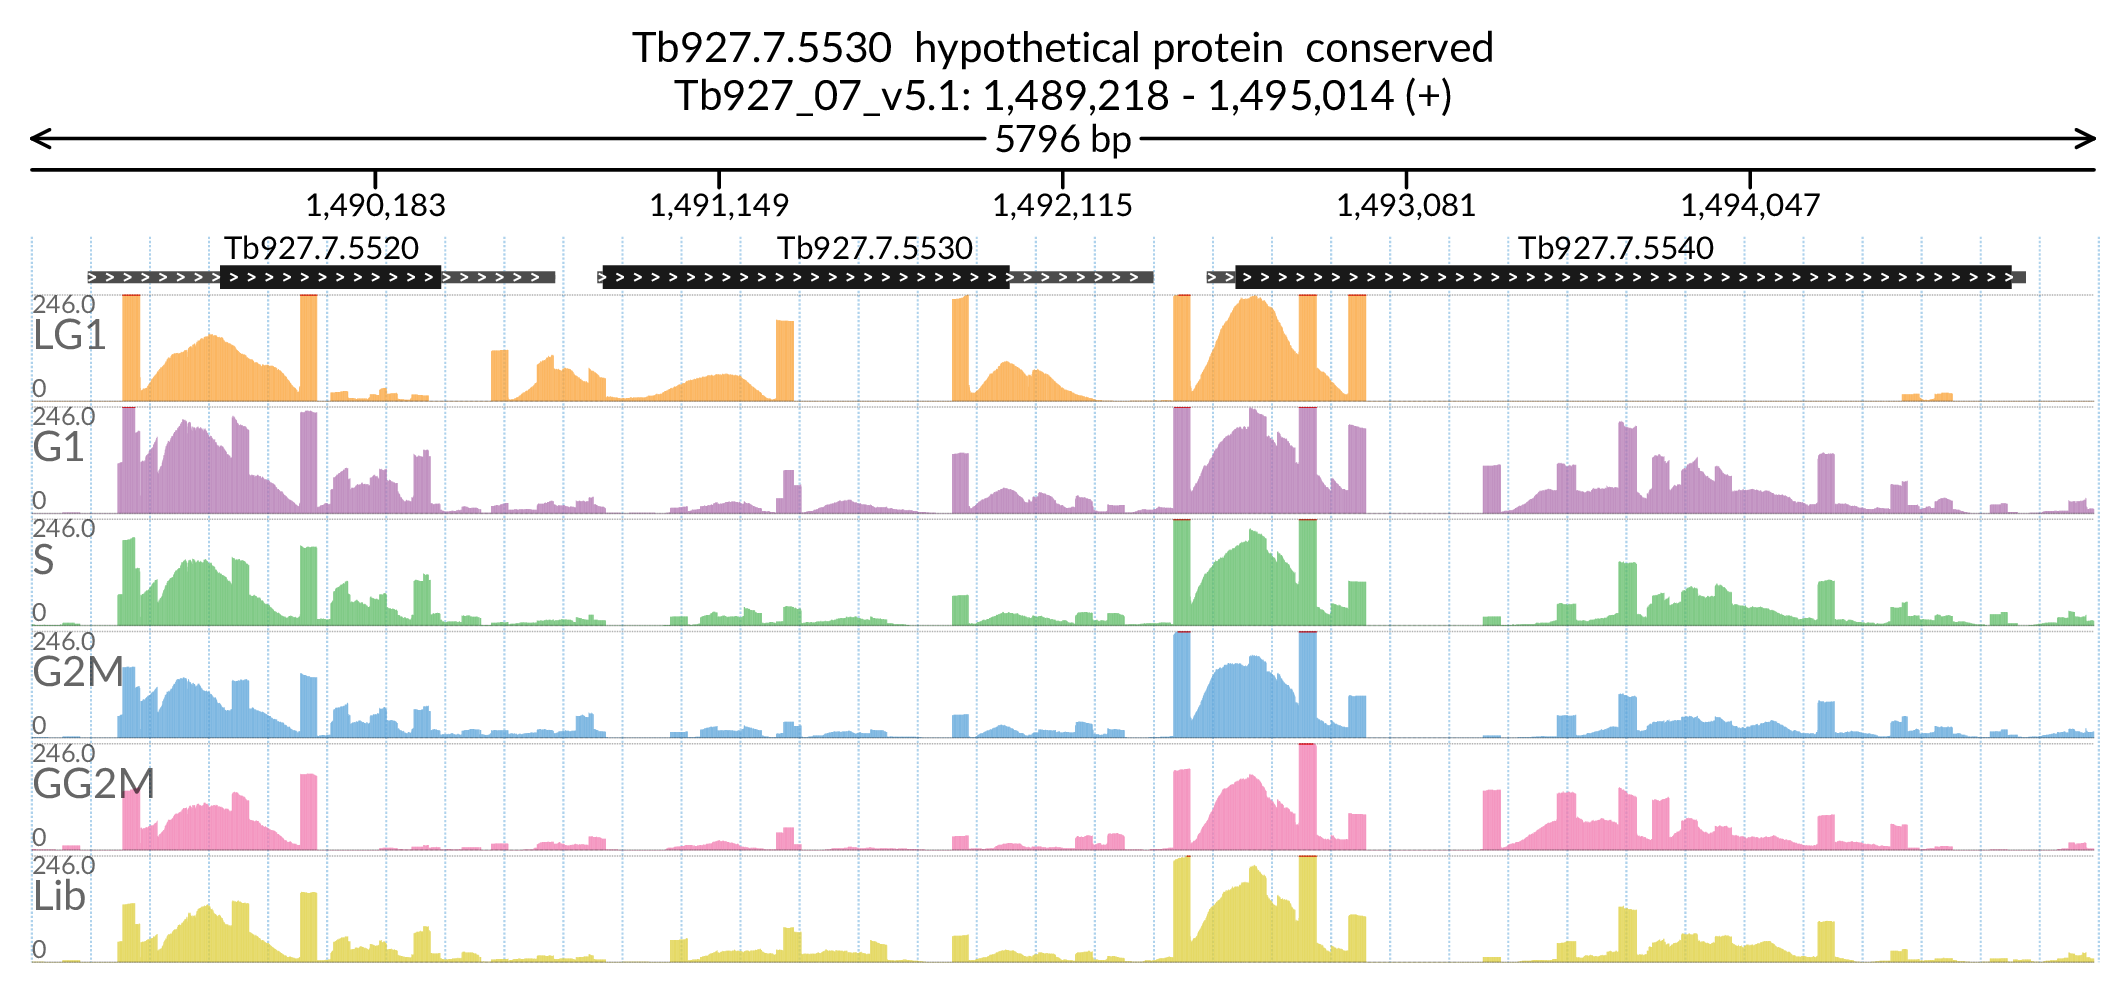 Tb927.7.5530 hypothetical protein conserved
Tb927_07_v5.1: 1,489,218 - 1,495,014 (+)
5796 bp
1,490,183 1,491,149 1,492,115 1,493,081 1,494,047
Tb927.7.5520 Tb927.7.5530 Tb927.7.5540
246.0
LG1
0
246.0
G1
0
246.0
S
0
246.0
G2M
0
246.0
GG2M
0
246.0
Lib
0